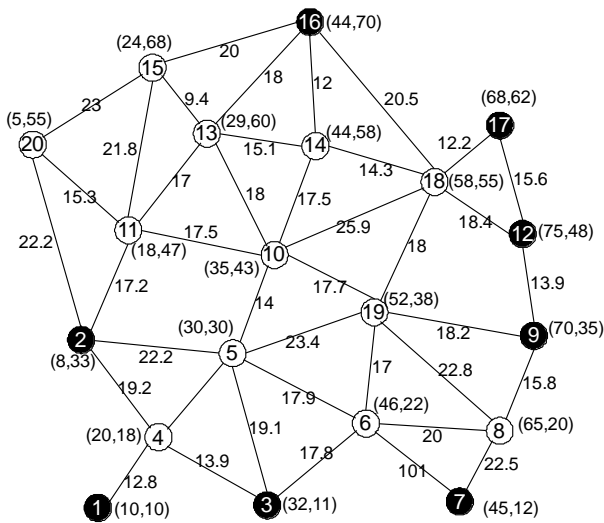 16 (44,70)
(24,68) 20
15 18 12 20.5 (68,62)
(5,55) 23 9.4 (29,60) 17
20 13 (44,58) 12.2
21.8 15.1 14 14.3
15.3 17 18 17.5 18 (58,55) 15.6
11 17.5 25.9 18.4 12 (75,48)
22.2 (18,47) 10
17.2 (35,43) 18 13.9
17.7 19 (52,38)
2 (30,30) 14 18.2 9 (70,35)
(8,33) 22.2 5 23.4
19.2 17 22.8 15.8
17.9 (46,22)
(20,18) 4 19.1 6 20 8 (65,20)
13.9 17.8
12.8 101 22.5
1 (10,10) 3 (32,11) 7 (45,12)